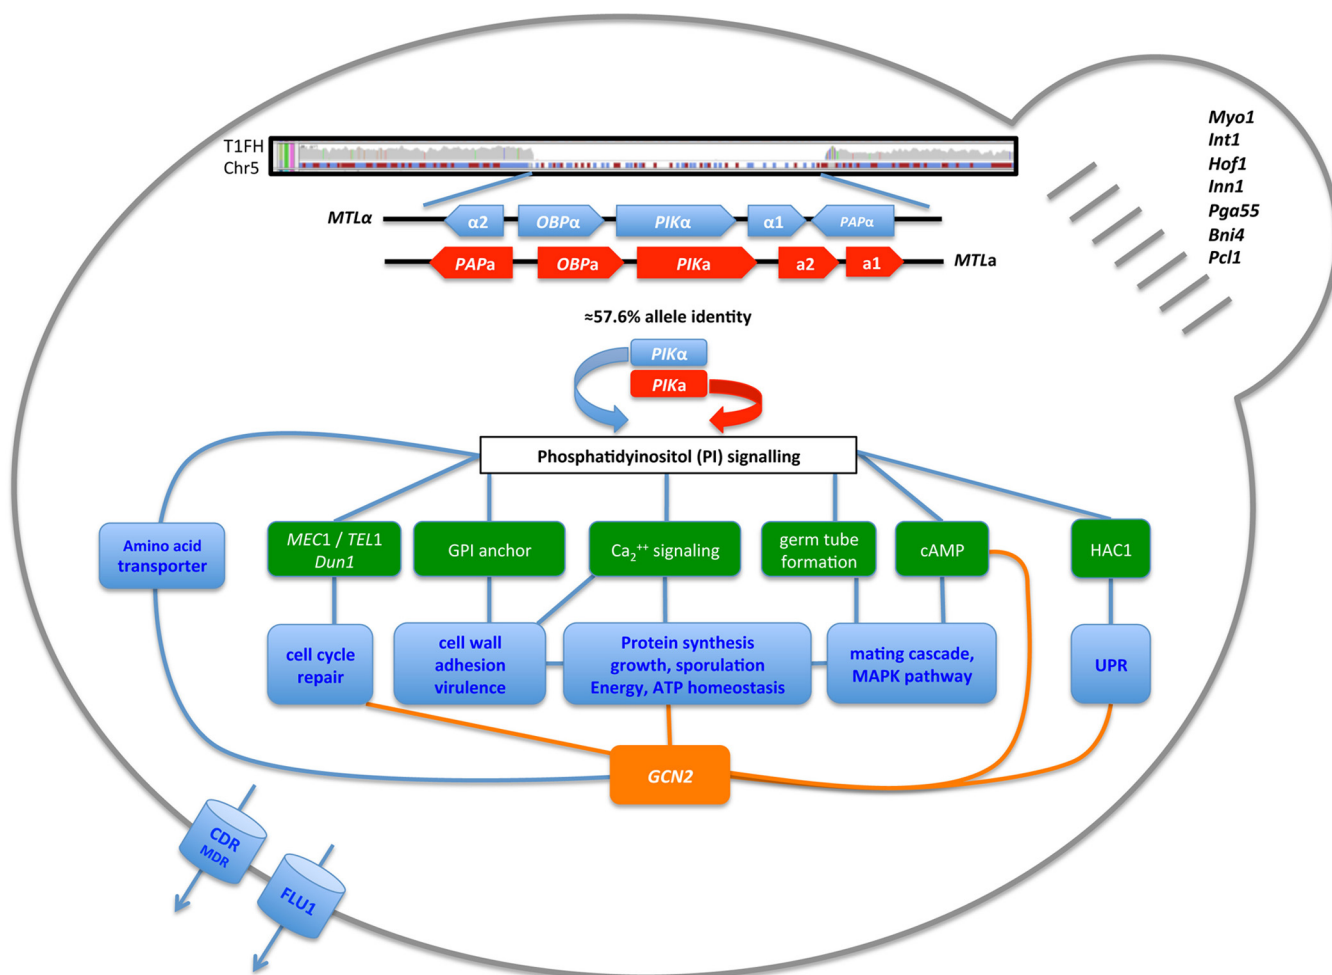 T1FH
Chr5
MTLα
α2
OBPα
PIKα
α1
PAPα
PAPa
OBPa
PIKa
a2
a1
MTLa
≈57.6% allele identity
PIKα
PIKa
Phosphatidyinositol (PI) signalling
Myo1
Int1
Hof1
Inn1
Pga55
Bni4
Pcl1
Amino acid
transporter
MEC1 / TEL1
Dun1
GPI anchor
Ca₂⁺⁺ signaling
germ tube
formation
cAMP
HAC1
cell cycle
repair
cell wall
adhesion
virulence
Protein synthesis
growth, sporulation
Energy, ATP homeostasis
mating cascade,
MAPK pathway
UPR
GCN2
CDR
MDR
FLU1